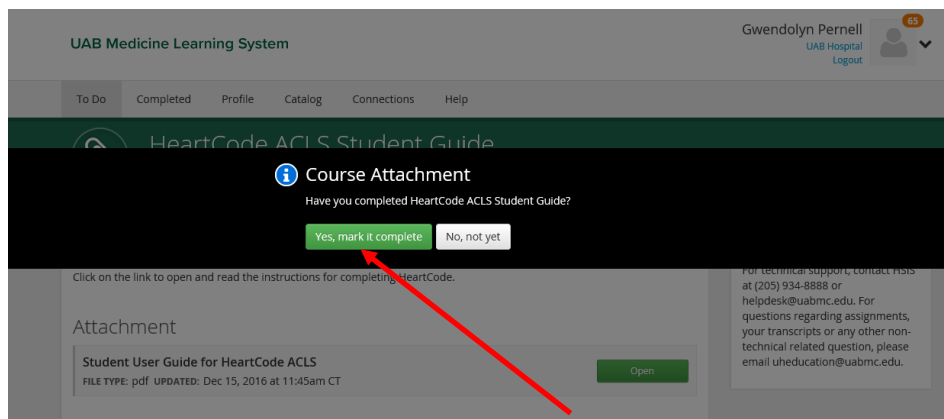 UAB Medicine Learning System
Gwendolyn Pernell
65
UAB Hospital
Logout
To Do Completed Profile Catalog Connections Help
HeartCode ACLS Student Guide
Course Attachment
Have you completed HeartCode ACLS Student Guide?
Yes, mark it complete No, not yet
Click on the link to open and read the instructions for completing HeartCode.
For technical support, contact HSIS
at (205) 934-8888 or
helpdesk@uabmc.edu. For
questions regarding assignments,
your transcripts or any other non-
technical related question, please
email uheducation@uabmc.edu.
Attachment
Student User Guide for HeartCode ACLS
FILE TYPE: pdf UPDATED: Dec 15, 2016 at 11:45am CT
Open